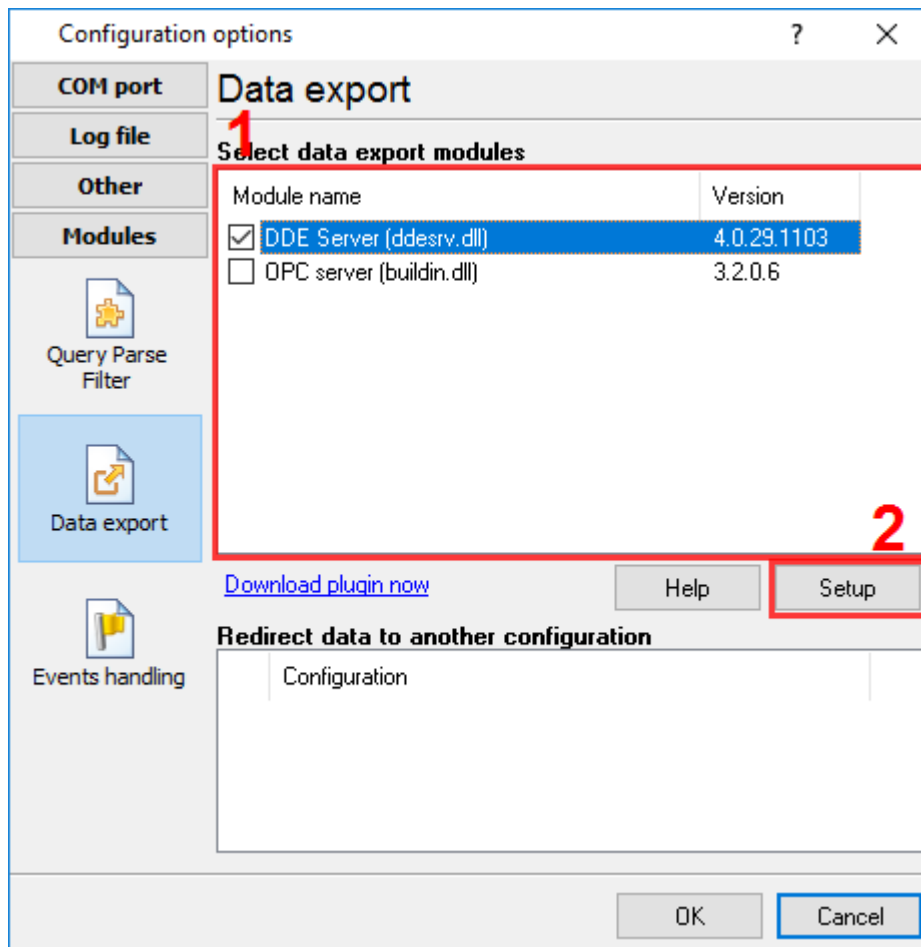 Configuration options ?
COM port
Log file
Other
Modules
Query Parse
Filter
Data export
Events handling
Data export
1
Select data export modules
Module name Version
DDE Server (ddesrv.dll) 4.0.29.1103
OPC server (buildin.dll) 3.2.0.6
2
Download plugin now Help Setup
Redirect data to another configuration
Configuration
OK Cancel